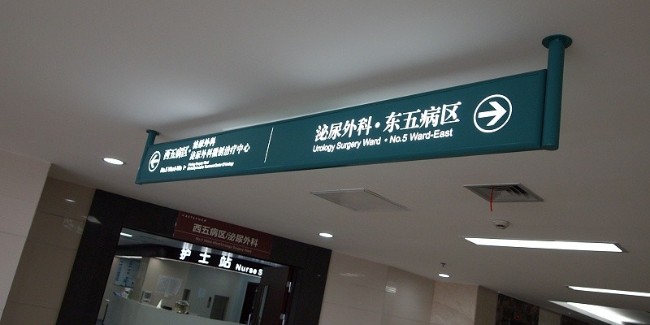 西五病区·泌尿外科
泌尿外科微创诊疗中心
泌尿外科·东五病区
Urology Surgery Ward · No.5 Ward-East
西五病区/泌尿外科
护士站 Nurse S